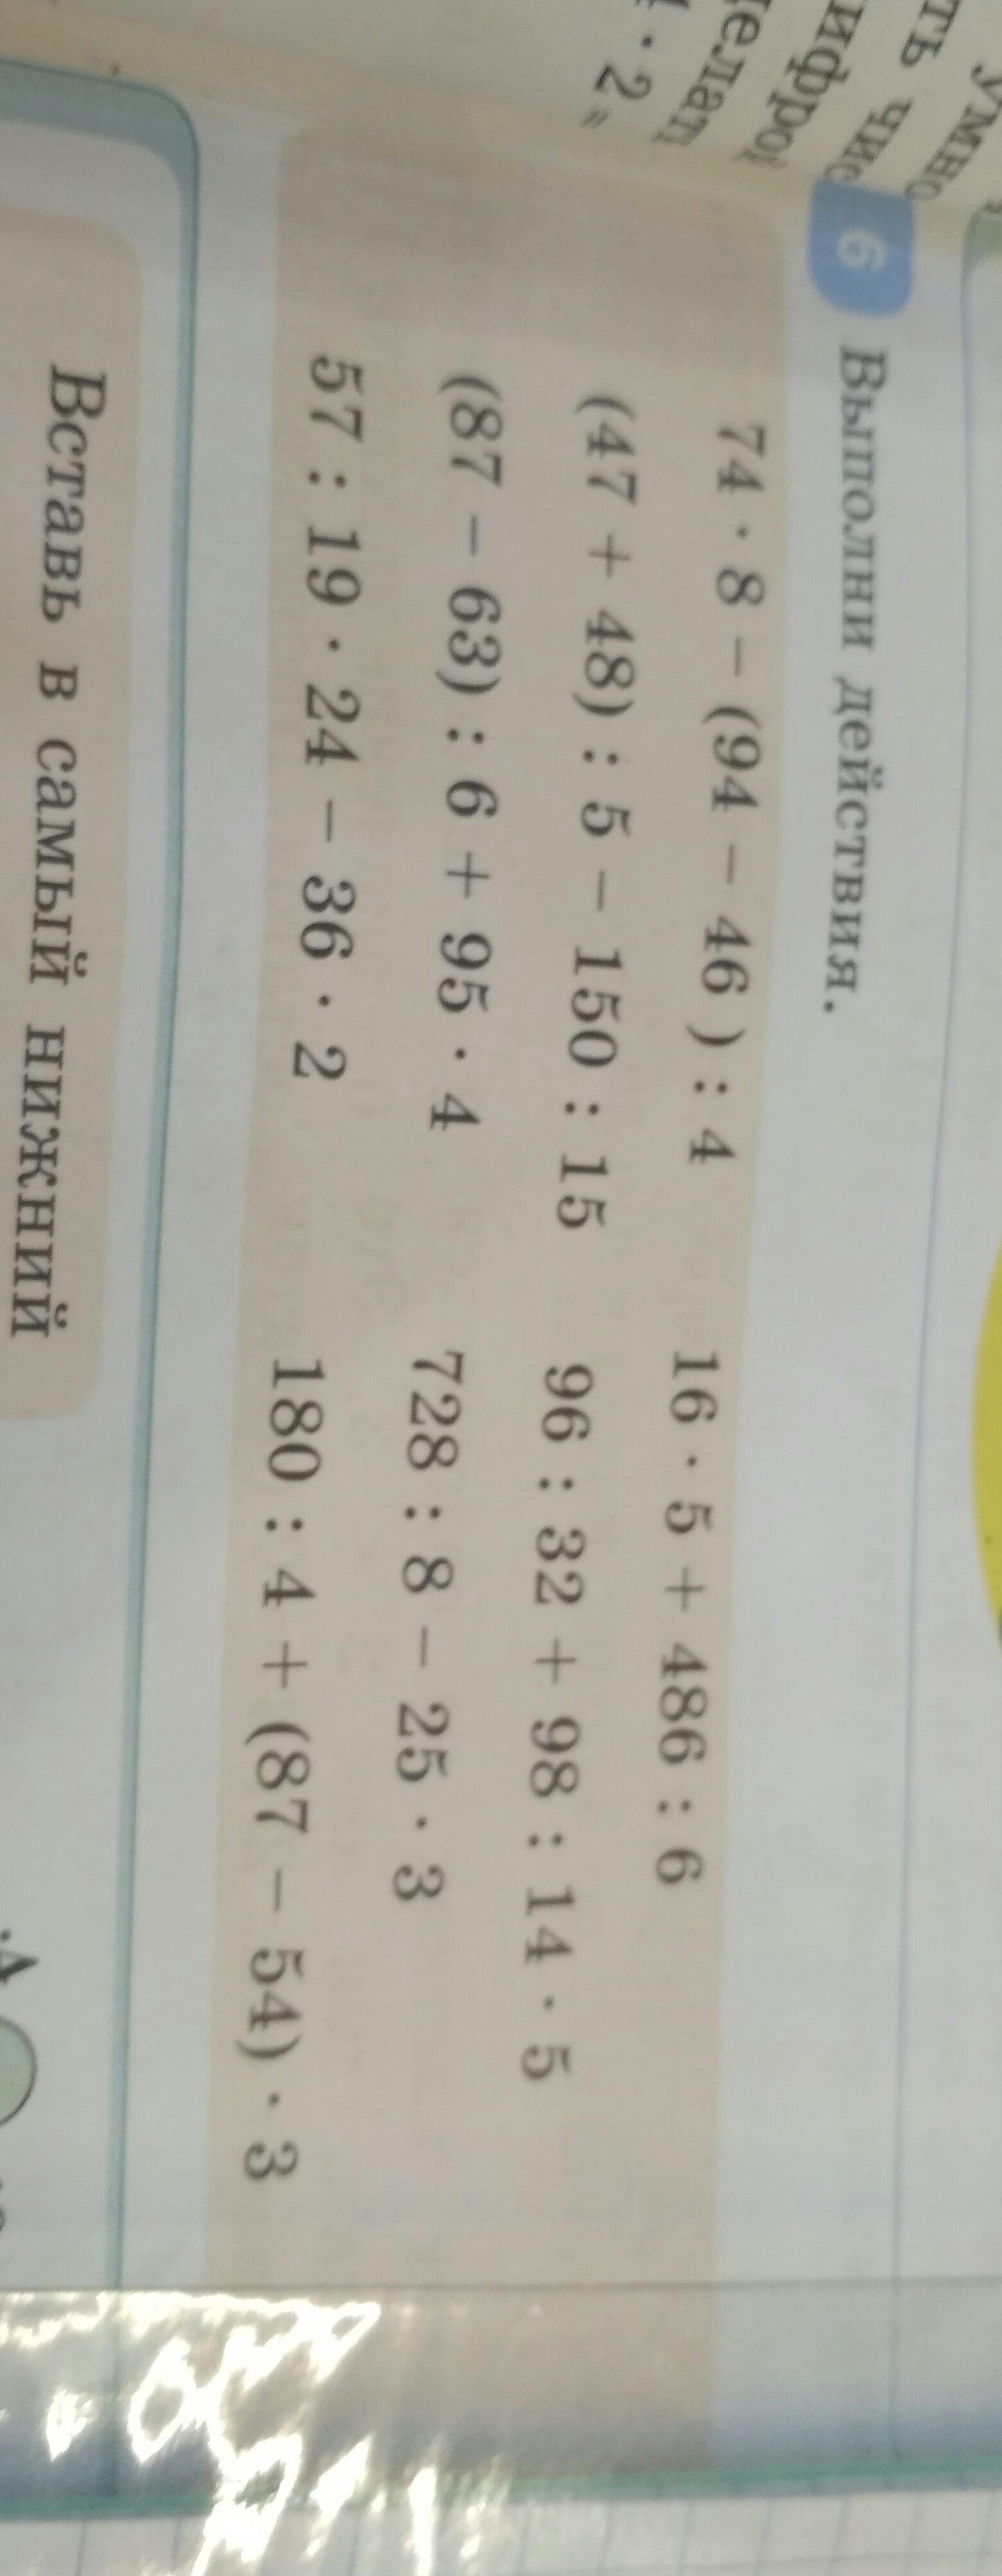 6 Выполни действия.
74 · 8 – (94 – 46) : 4 16 · 5 + 486 : 6
(47 + 48) : 5 – 150 : 15 96 : 32 + 98 : 14 · 5
(87 – 63) : 6 + 95 · 4 728 : 8 – 25 · 3
57 : 19 · 24 – 36 · 2 180 : 4 + (87 – 54) · 3
Вставь в самый нижний